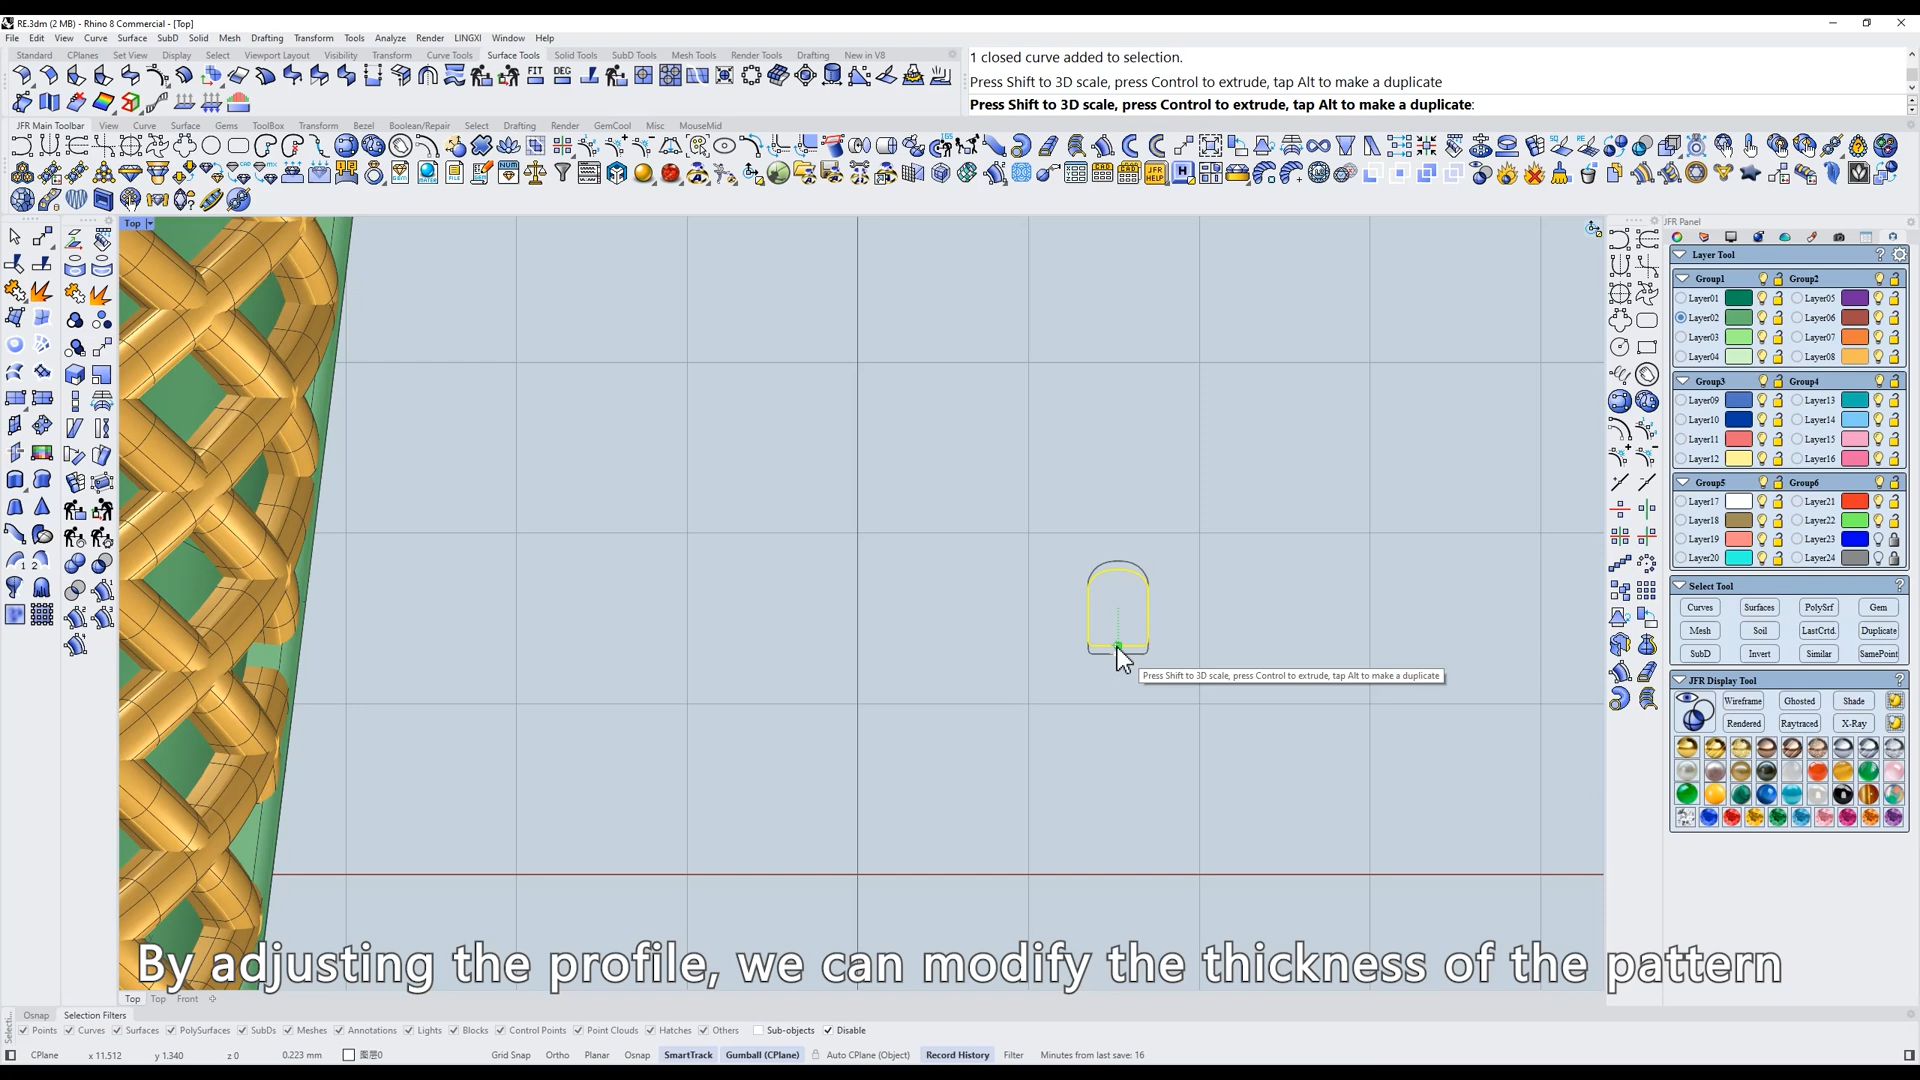 RE.3dm (2 MB) - Rhino 8 Commercial - [Top]
File Edit View Curve Surface SubD Solid Mesh Drafting Transform Tools Analyze Render LINGXI Window Help
Standard CPlanes Set View Display Select Viewport Layout Visibility Transform Curve Tools Surface Tools Solid Tools SubD Tools Mesh Tools Render Tools Drafting New in V8
1 closed curve added to selection.
Press Shift to 3D scale, press Control to extrude, tap Alt to make a duplicate
Press Shift to 3D scale, press Control to extrude, tap Alt to make a duplicate:
FIT DEG
JFR Main Toolbar View Curve Surface Gems ToolBox Transform Bezel Boolean/Repair Select Drafting Render GemCool Misc MouseMid
Top
JFR Panel
Layer Tool
Group1 Group2
Layer01 Layer05
Layer02 Layer06
Layer03 Layer07
Layer04 Layer08
Group3 Group4
Layer09 Layer13
Layer10 Layer14
Layer11 Layer15
Layer12 Layer16
Group5 Group6
Layer17 Layer21
Layer18 Layer22
Layer19 Layer23
Layer20 Layer24
Select Tool
Curves Surfaces PolySrf Gem
Mesh Soil LastCrtd. Duplicate
SubD Invert Similar SamePoint
JFR Display Tool
Wireframe Ghosted Shade
Rendered Raytraced X-Ray
Press Shift to 3D scale, press Control to extrude, tap Alt to make a duplicate
By adjusting the profile, we can modify the thickness of the pattern
Top Top Front
Osnap Selection Filters
Points Curves Surfaces PolySurfaces SubDs Meshes Annotations Lights Blocks Control Points Point Clouds Hatches Others Sub-objects Disable
CPlane x 11.512 y 1.340 z 0 0.223 mm 图层0 Grid Snap Ortho Planar Osnap SmartTrack Gumball (CPlane) Auto CPlane (Object) Record History Filter Minutes from last save: 16